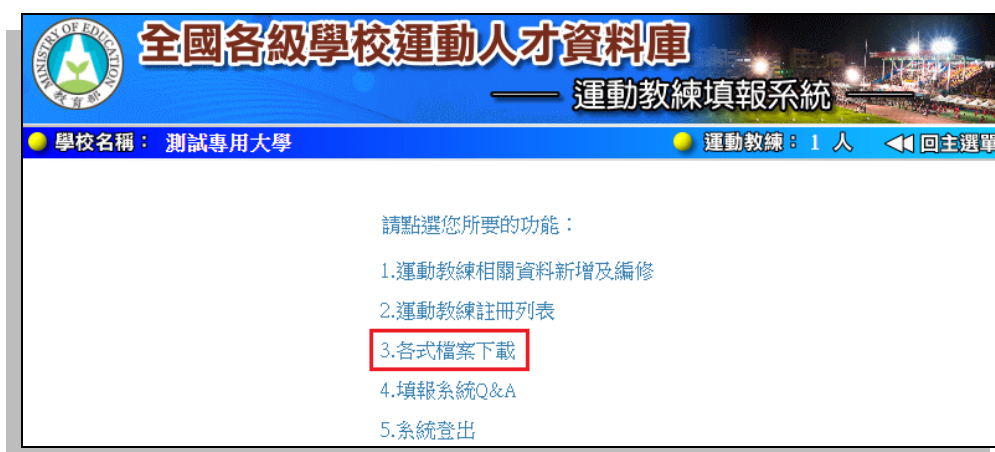 MINISTRY OF EDUCATION
教育部
全國各級學校運動人才資料庫
—— 運動教練填報系統 ——
學校名稱： 測試專用大學
運動教練：1 人
回主選單
請點選您所要的功能：
1.運動教練相關資料新增及編修
2.運動教練註冊列表
3.各式檔案下載
4.填報系統Q&A
5.系統登出